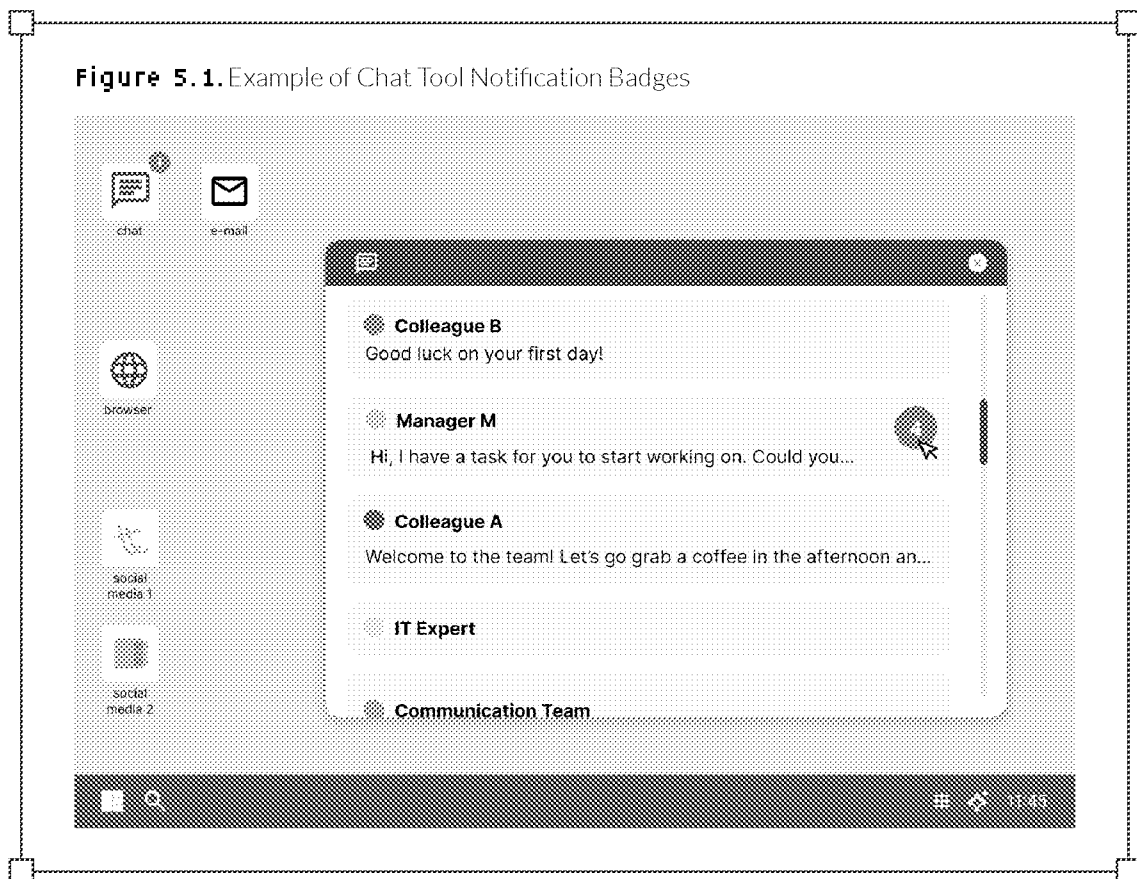 Figure 5.1. Example of Chat Tool Notification Badges
chat
e-mail
Colleague B
Good luck on your first day!
browser
Manager M
Hi, I have a task for you to start working on. Could you...
Colleague A
Welcome to the team! Let's go grab a coffee in the afternoon an...
social
media 1
IT Expert
social
media 2
Communication Team
11:45